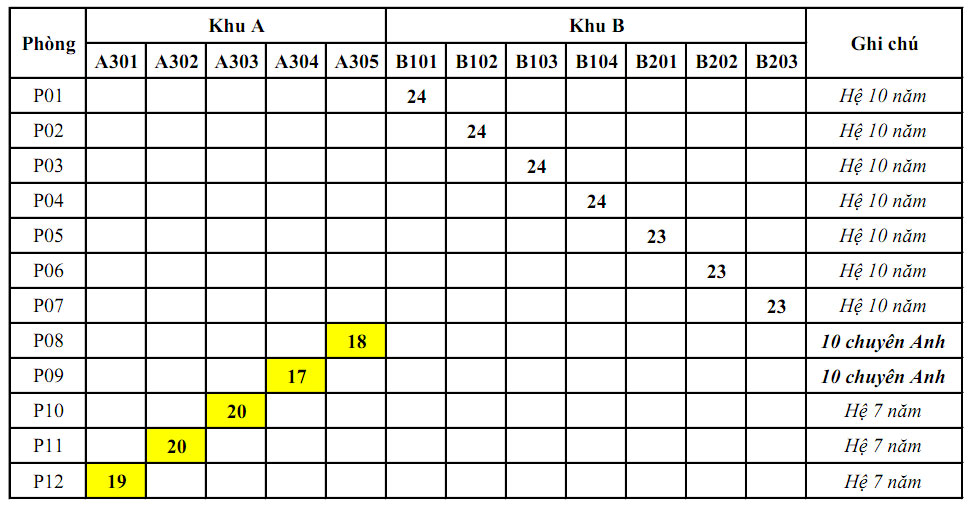 Phòng Khu A Khu B Ghi chú
A301 A302 A303 A304 A305 B101 B102 B103 B104 B201 B202 B203
P01 24 Hệ 10 năm
P02 24 Hệ 10 năm
P03 24 Hệ 10 năm
P04 24 Hệ 10 năm
P05 23 Hệ 10 năm
P06 23 Hệ 10 năm
P07 23 Hệ 10 năm
P08 18 10 chuyên Anh
P09 17 10 chuyên Anh
P10 20 Hệ 7 năm
P11 20 Hệ 7 năm
P12 19 Hệ 7 năm